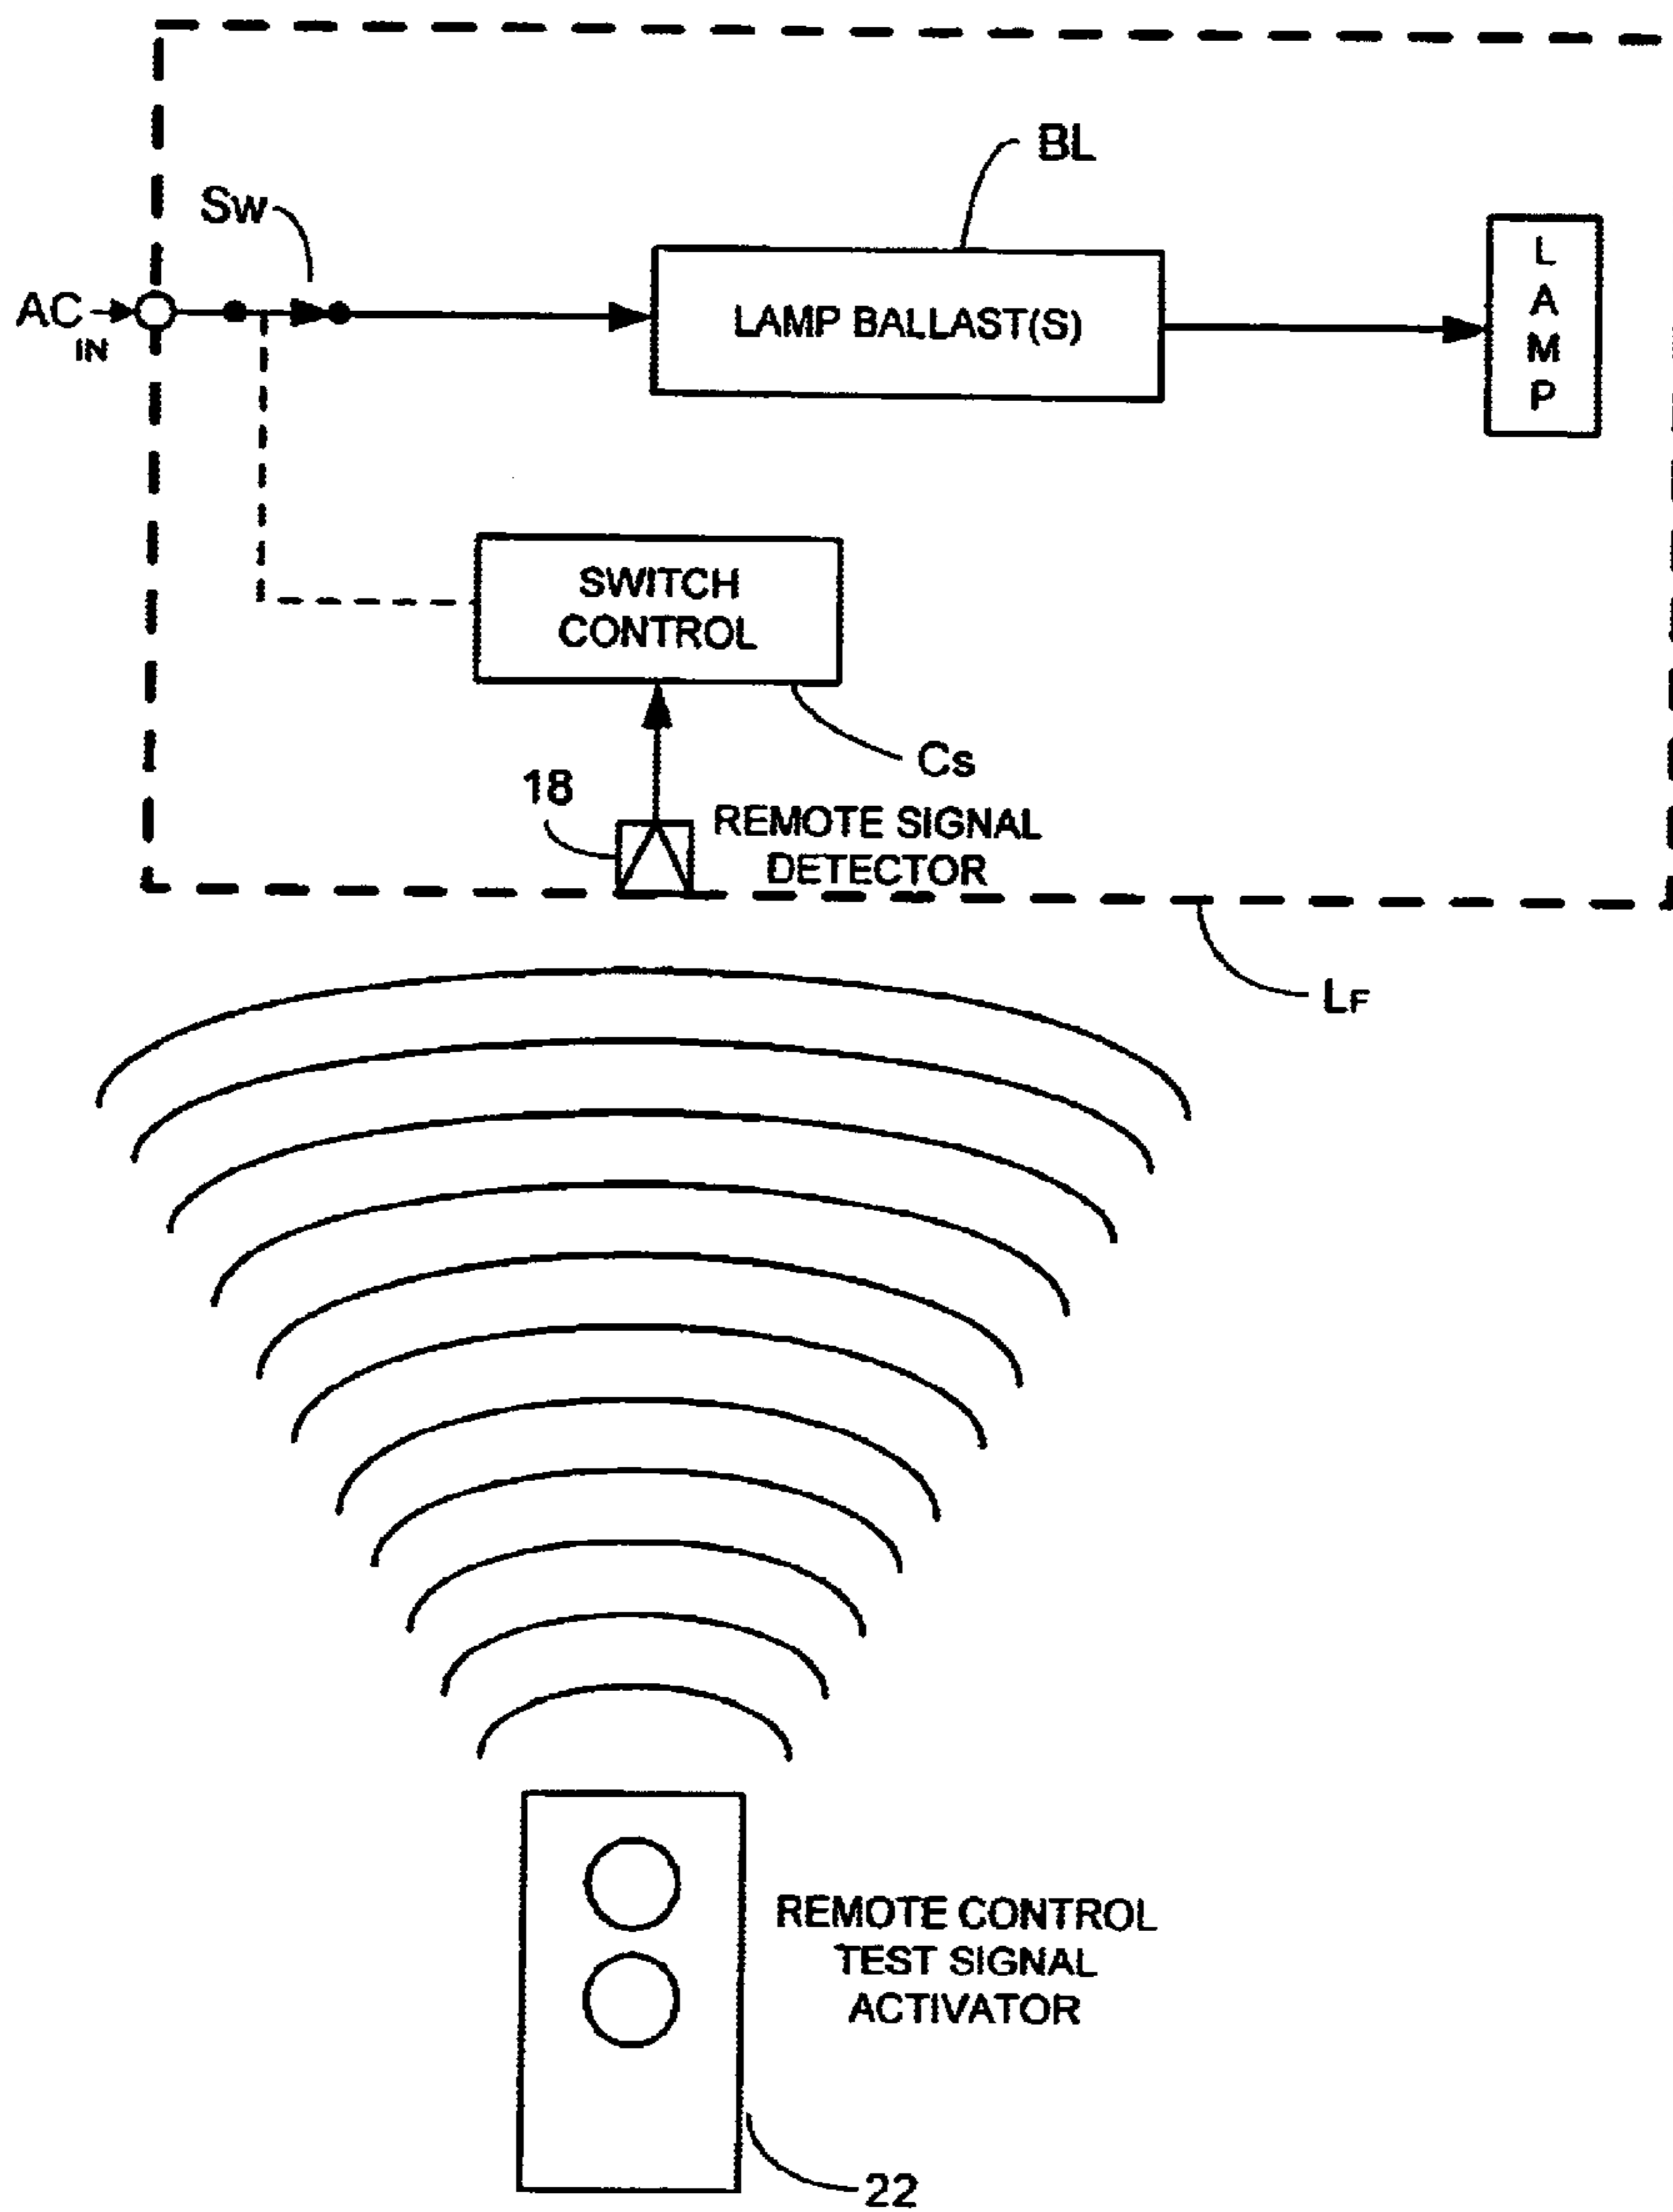 BL
Sw
AC
IN
LAMP BALLAST(S)
LAMP
SWITCH
CONTROL
Cs
18
REMOTE SIGNAL
DETECTOR
LF
REMOTE CONTROL
TEST SIGNAL
ACTIVATOR
22